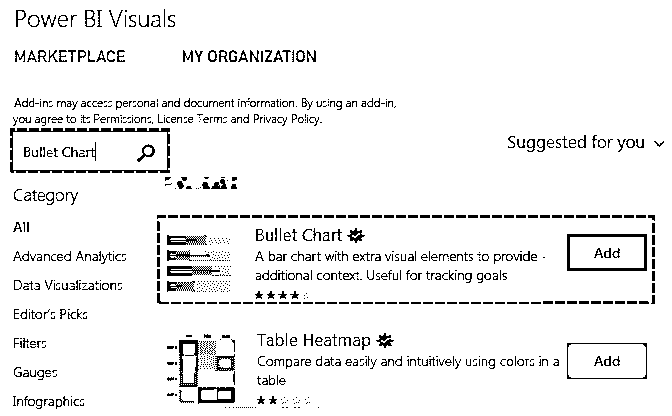 Power BI Visuals
MARKETPLACE MY ORGANIZATION
Add-ins may access personal and document information. By using an add-in,
you agree to its Permissions, License Terms and Privacy Policy.
Bullet Chart
Suggested for you
Category
All
Bullet Chart
A bar chart with extra visual elements to provide -
additional context. Useful for tracking goals
Add
Advanced Analytics
Data Visualizations
Editor's Picks
Filters
Gauges
Infographics
Table Heatmap
Compare data easily and intuitively using colors in a
table
Add